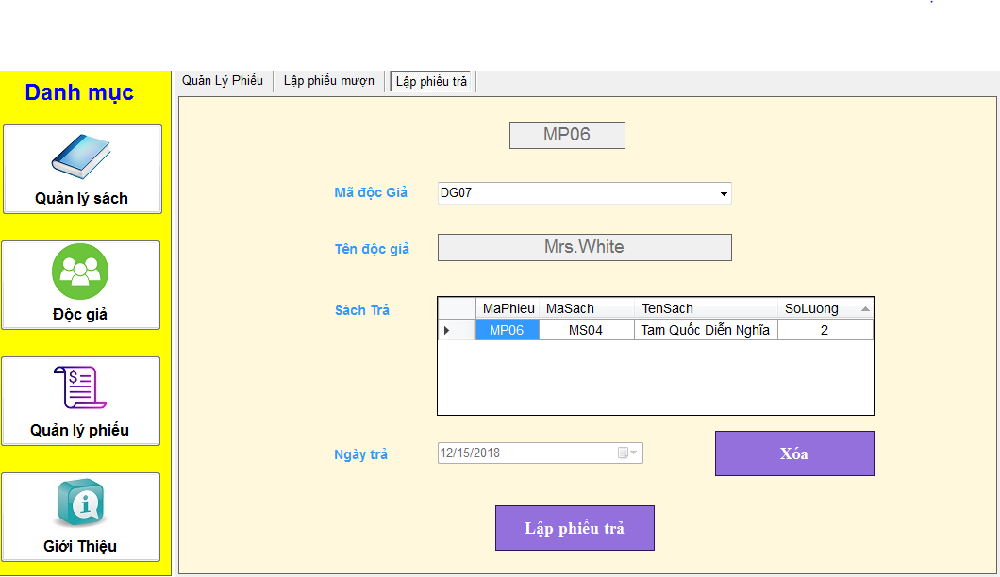 Danh mục
Quản lý sách
Độc giả
Quản lý phiếu
Giới Thiệu
Quản Lý Phiếu Lập phiếu mượn Lập phiếu trả
MP06
Mã độc Giả DG07
Tên độc giả Mrs.White
Sách Trả
MaPhieu MaSach TenSach SoLuong
MP06 MS04 Tam Quốc Diễn Nghĩa 2
Ngày trả 12/15/2018
Xóa
Lập phiếu trả